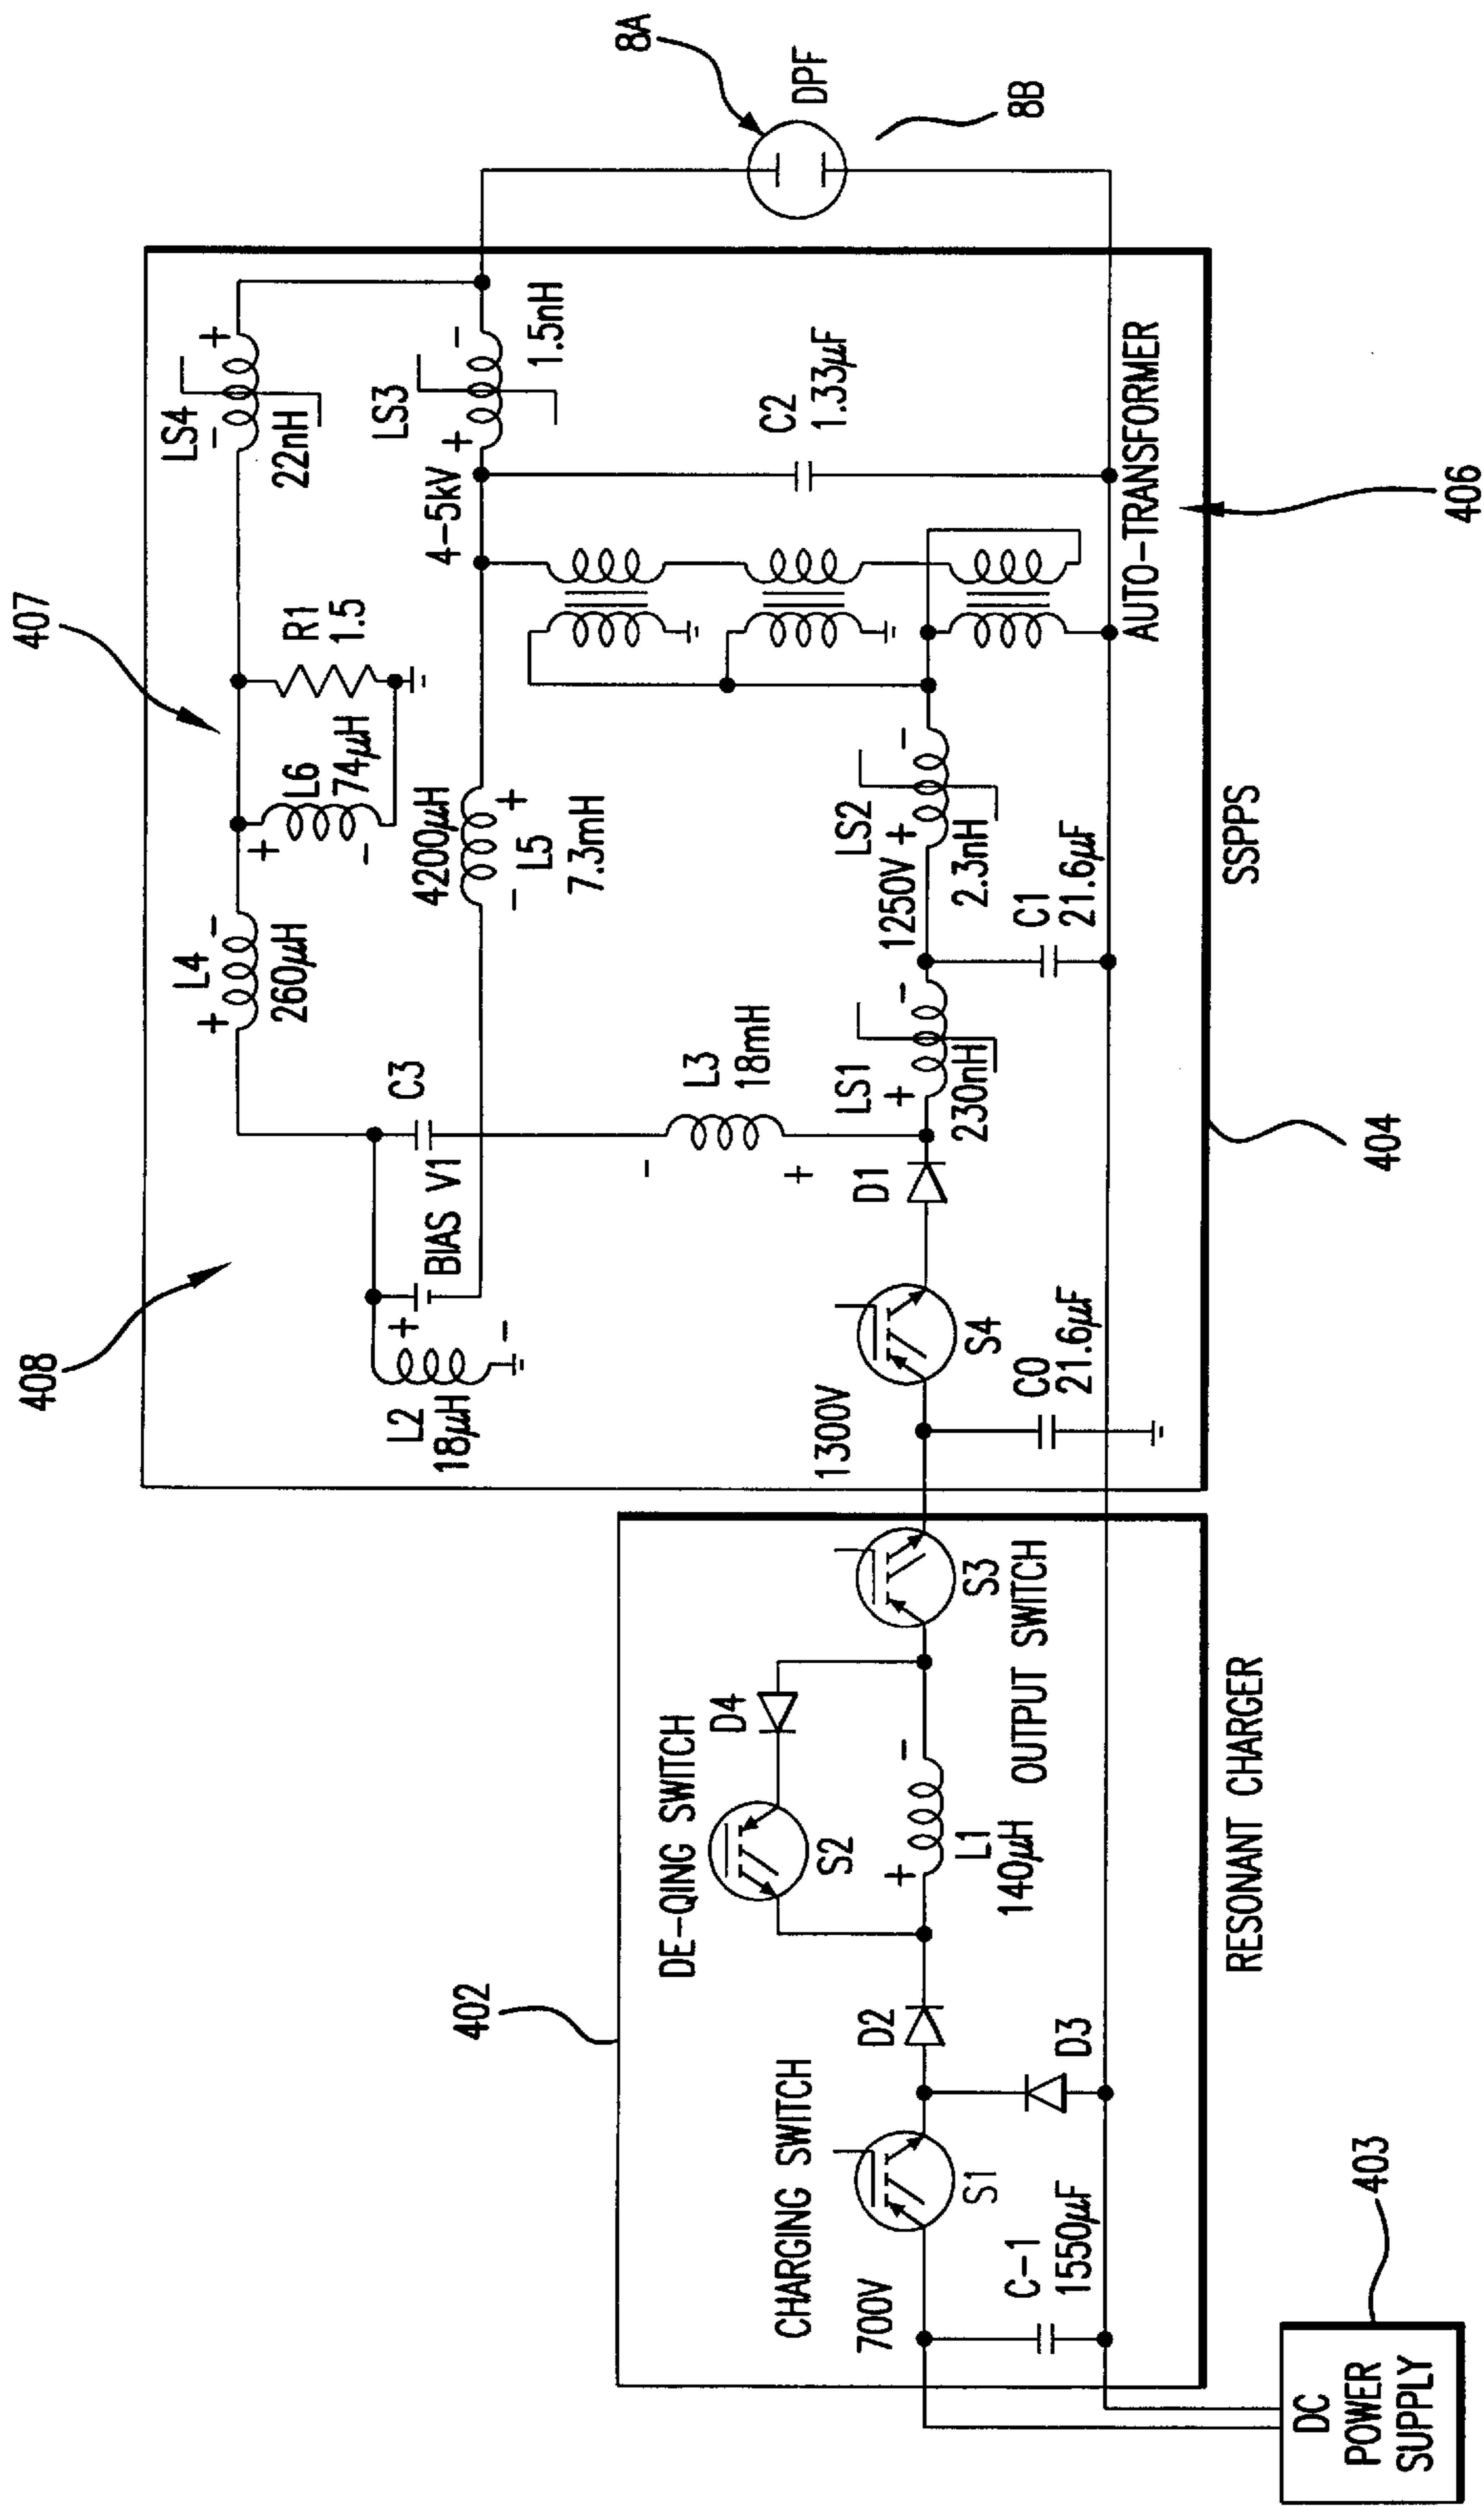 407
408
LS4
-
+
22nH
L4
+
-
260µH
L6
+
-
74µH
R1
1.5
LS3
+
-
1.5nH
4-5kV
4200µH
-
+
L5
7.3mH
C3
BIAS V1
L2
18µH
+
-
L3
18mH
-
+
C2
1.33µF
8A
DPF
8B
402
DE-QING SWITCH
D4
S2
CHARGING SWITCH
700V
S1
D2
D3
C-1
1550µF
+
-
L1
140µH
S3
OUTPUT SWITCH
1300V
S4
C0
21.6µF
D1
LS1
+
-
230nH
1250V
C1
21.6µF
LS2
+
-
2.3nH
AUTO-TRANSFORMER
406
RESONANT CHARGER
SSPPS
404
403
DC
POWER
SUPPLY